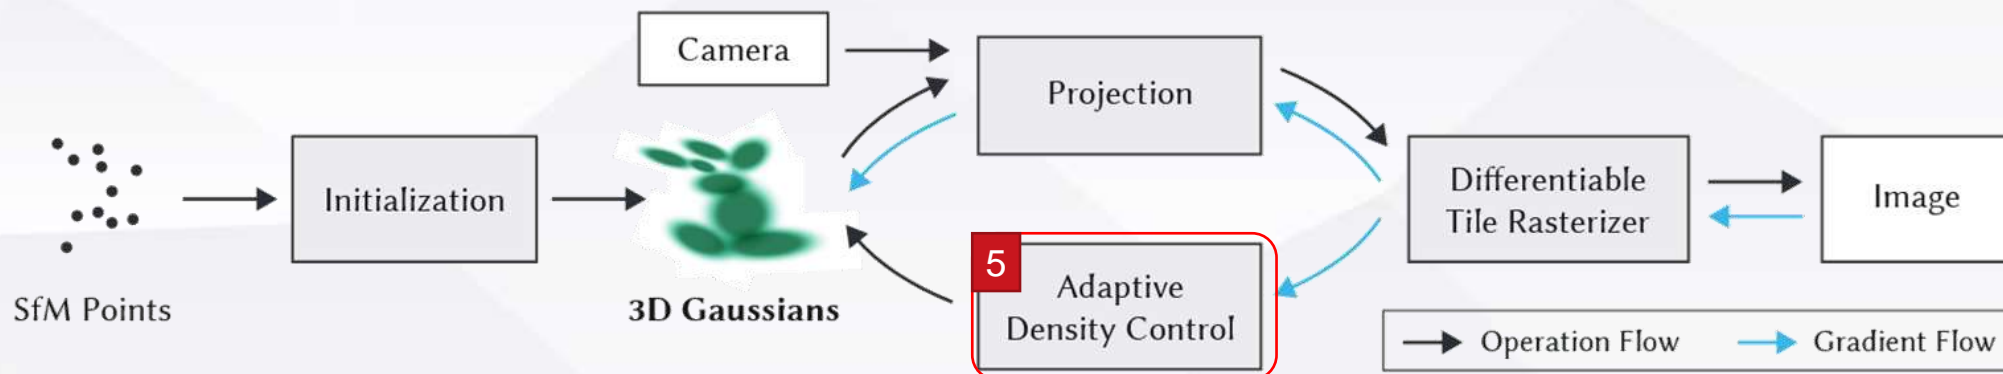 Camera
Projection
Initialization
Differentiable
Tile Rasterizer
Image
5
Adaptive
Density Control
SfM Points
3D Gaussians
Operation Flow
Gradient Flow